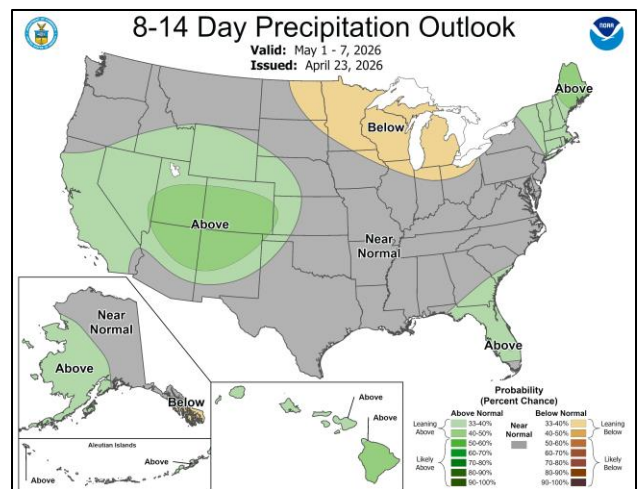 8-14 Day Precipitation Outlook
Valid: May 1 - 7, 2026
Issued: April 23, 2026
NOAA
Above
Below
Above
Near
Normal
Above
Near
Normal
Above
Below
Aleutian Islands
Above
Above
Above
Above
Probability
(Percent Chance)
Above Normal
Below Normal
Leaning
Above
33-40%
40-50%
50-60%
60-70%
70-80%
80-90%
90-100%
Likely
Above
Near
Normal
33-40%
40-50%
50-60%
60-70%
70-80%
80-90%
90-100%
Leaning
Below
Likely
Below